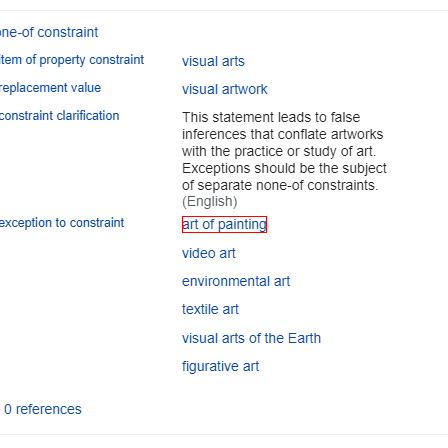 one-of constraint
item of property constraint visual arts
replacement value visual artwork
constraint clarification This statement leads to false
inferences that conflate artworks
with the practice or study of art.
Exceptions should be the subject
of separate none-of constraints.
(English)
exception to constraint art of painting
video art
environmental art
textile art
visual arts of the Earth
figurative art
0 references